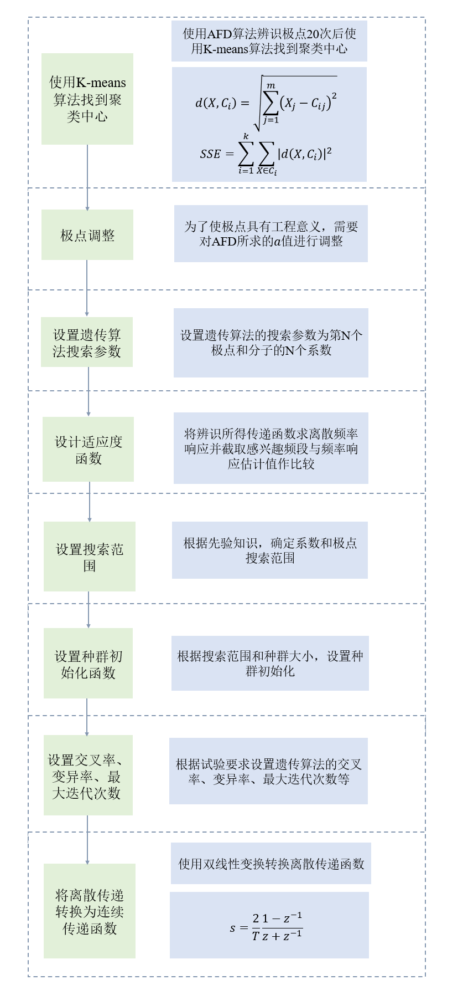 使用K-means
算法找到聚
类中心
使用AFD算法辨识极点20次后使
用K-means算法找到聚类中心
d(X, C_i) = \sqrt{\sum_{j=1}^{m} (X_j − C_{ij})^2}
SSE = \sum_{i=1}^{k} \sum_{X∈C_i} |d(X, C_i)|^2
极点调整
为了使极点具有工程意义，需要
对AFD所求的a值进行调整
设置遗传算
法搜索参数
设置遗传算法的搜索参数为第N个
极点和分子的N个系数
设计适应度
函数
将辨识所得传递函数求离散频率
响应并截取感兴趣频段与频率响
应估计值作比较
设置搜索范
围
根据先验知识，确定系数和极点
搜索范围
设置种群初
始化函数
根据搜索范围和种群大小，设置种
群初始化
设置交叉率、
变异率、最
大迭代次数
根据试验要求设置遗传算法的交叉
率、变异率、最大迭代次数等
将离散传递
转换为连续
传递函数
使用双线性变换转换离散传递函数
s = \frac{2}{T} \frac{1 − z^{−1}}{z + z^{−1}}